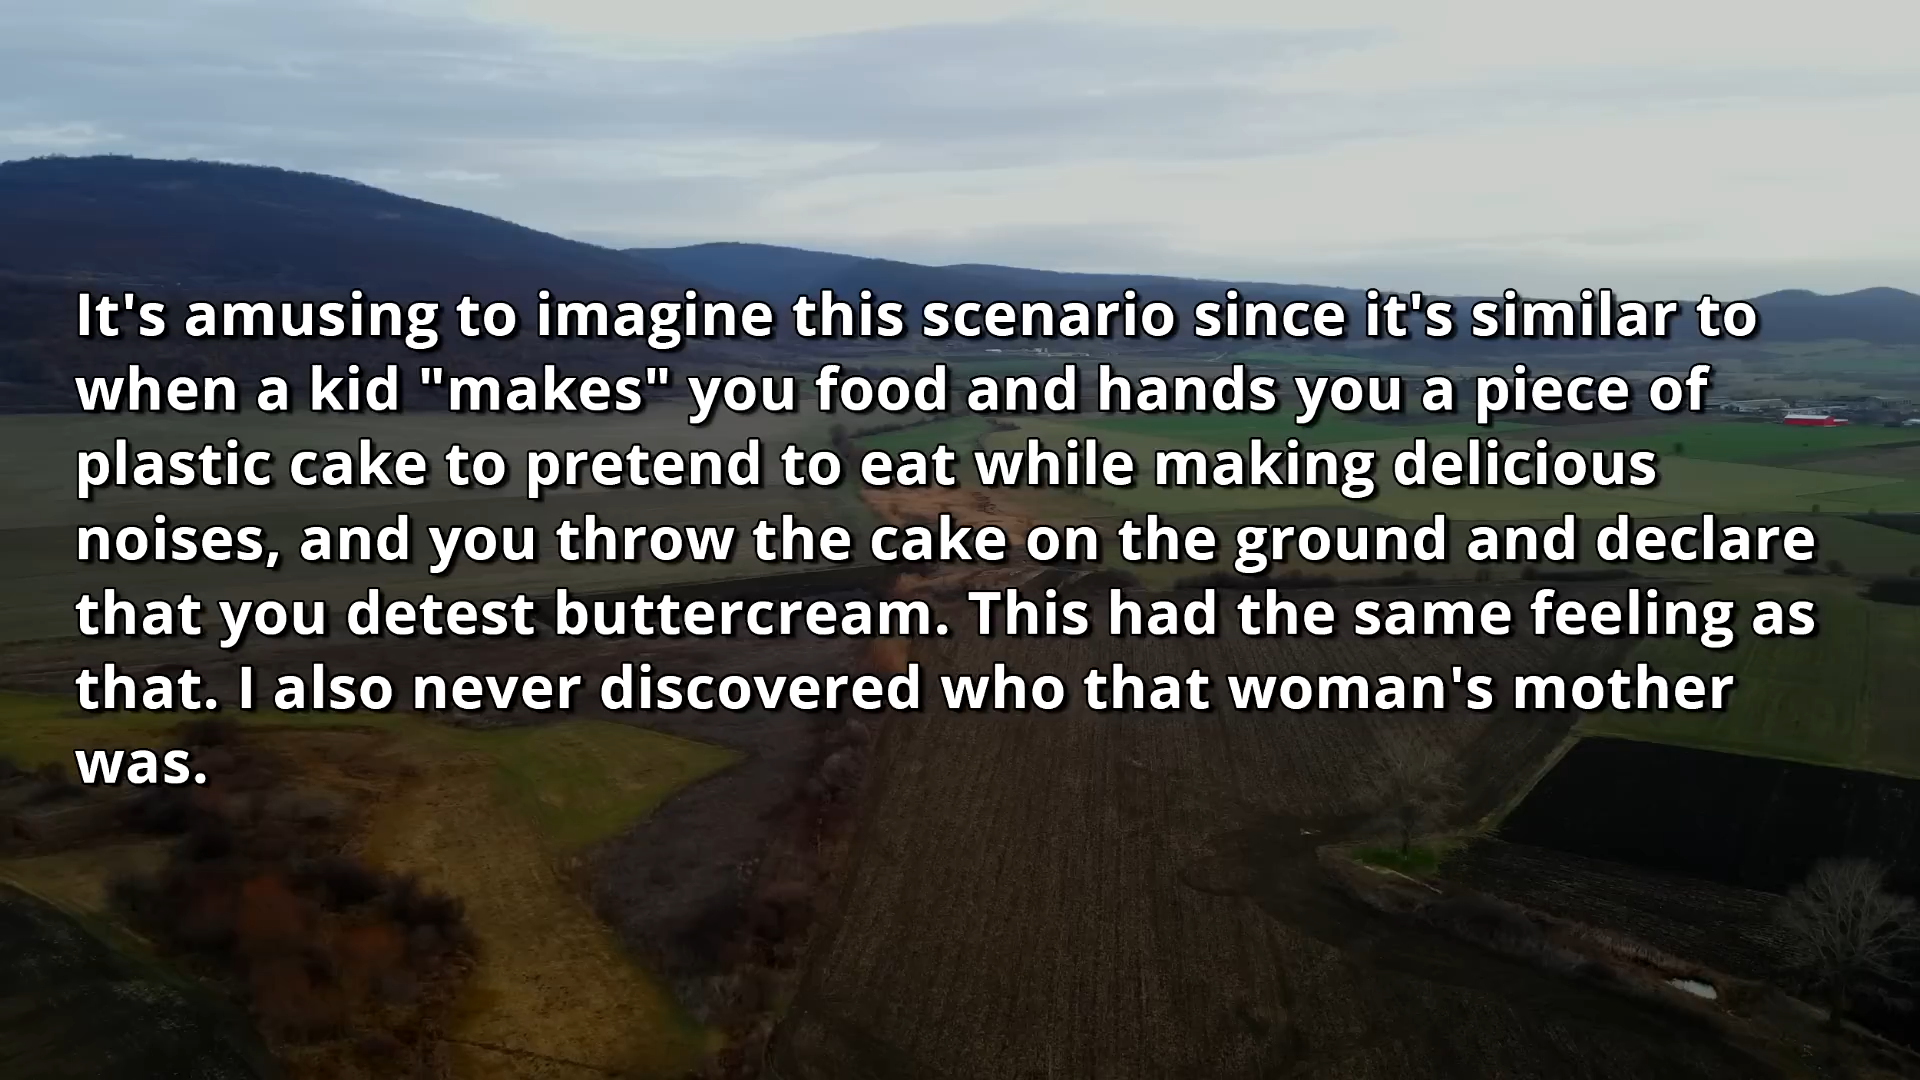 It's amusing to imagine this scenario since it's similar to
when a kid "makes" you food and hands you a piece of
plastic cake to pretend to eat while making delicious
noises, and you throw the cake on the ground and declare
that you detest buttercream. This had the same feeling as
that. I also never discovered who that woman's mother
was.